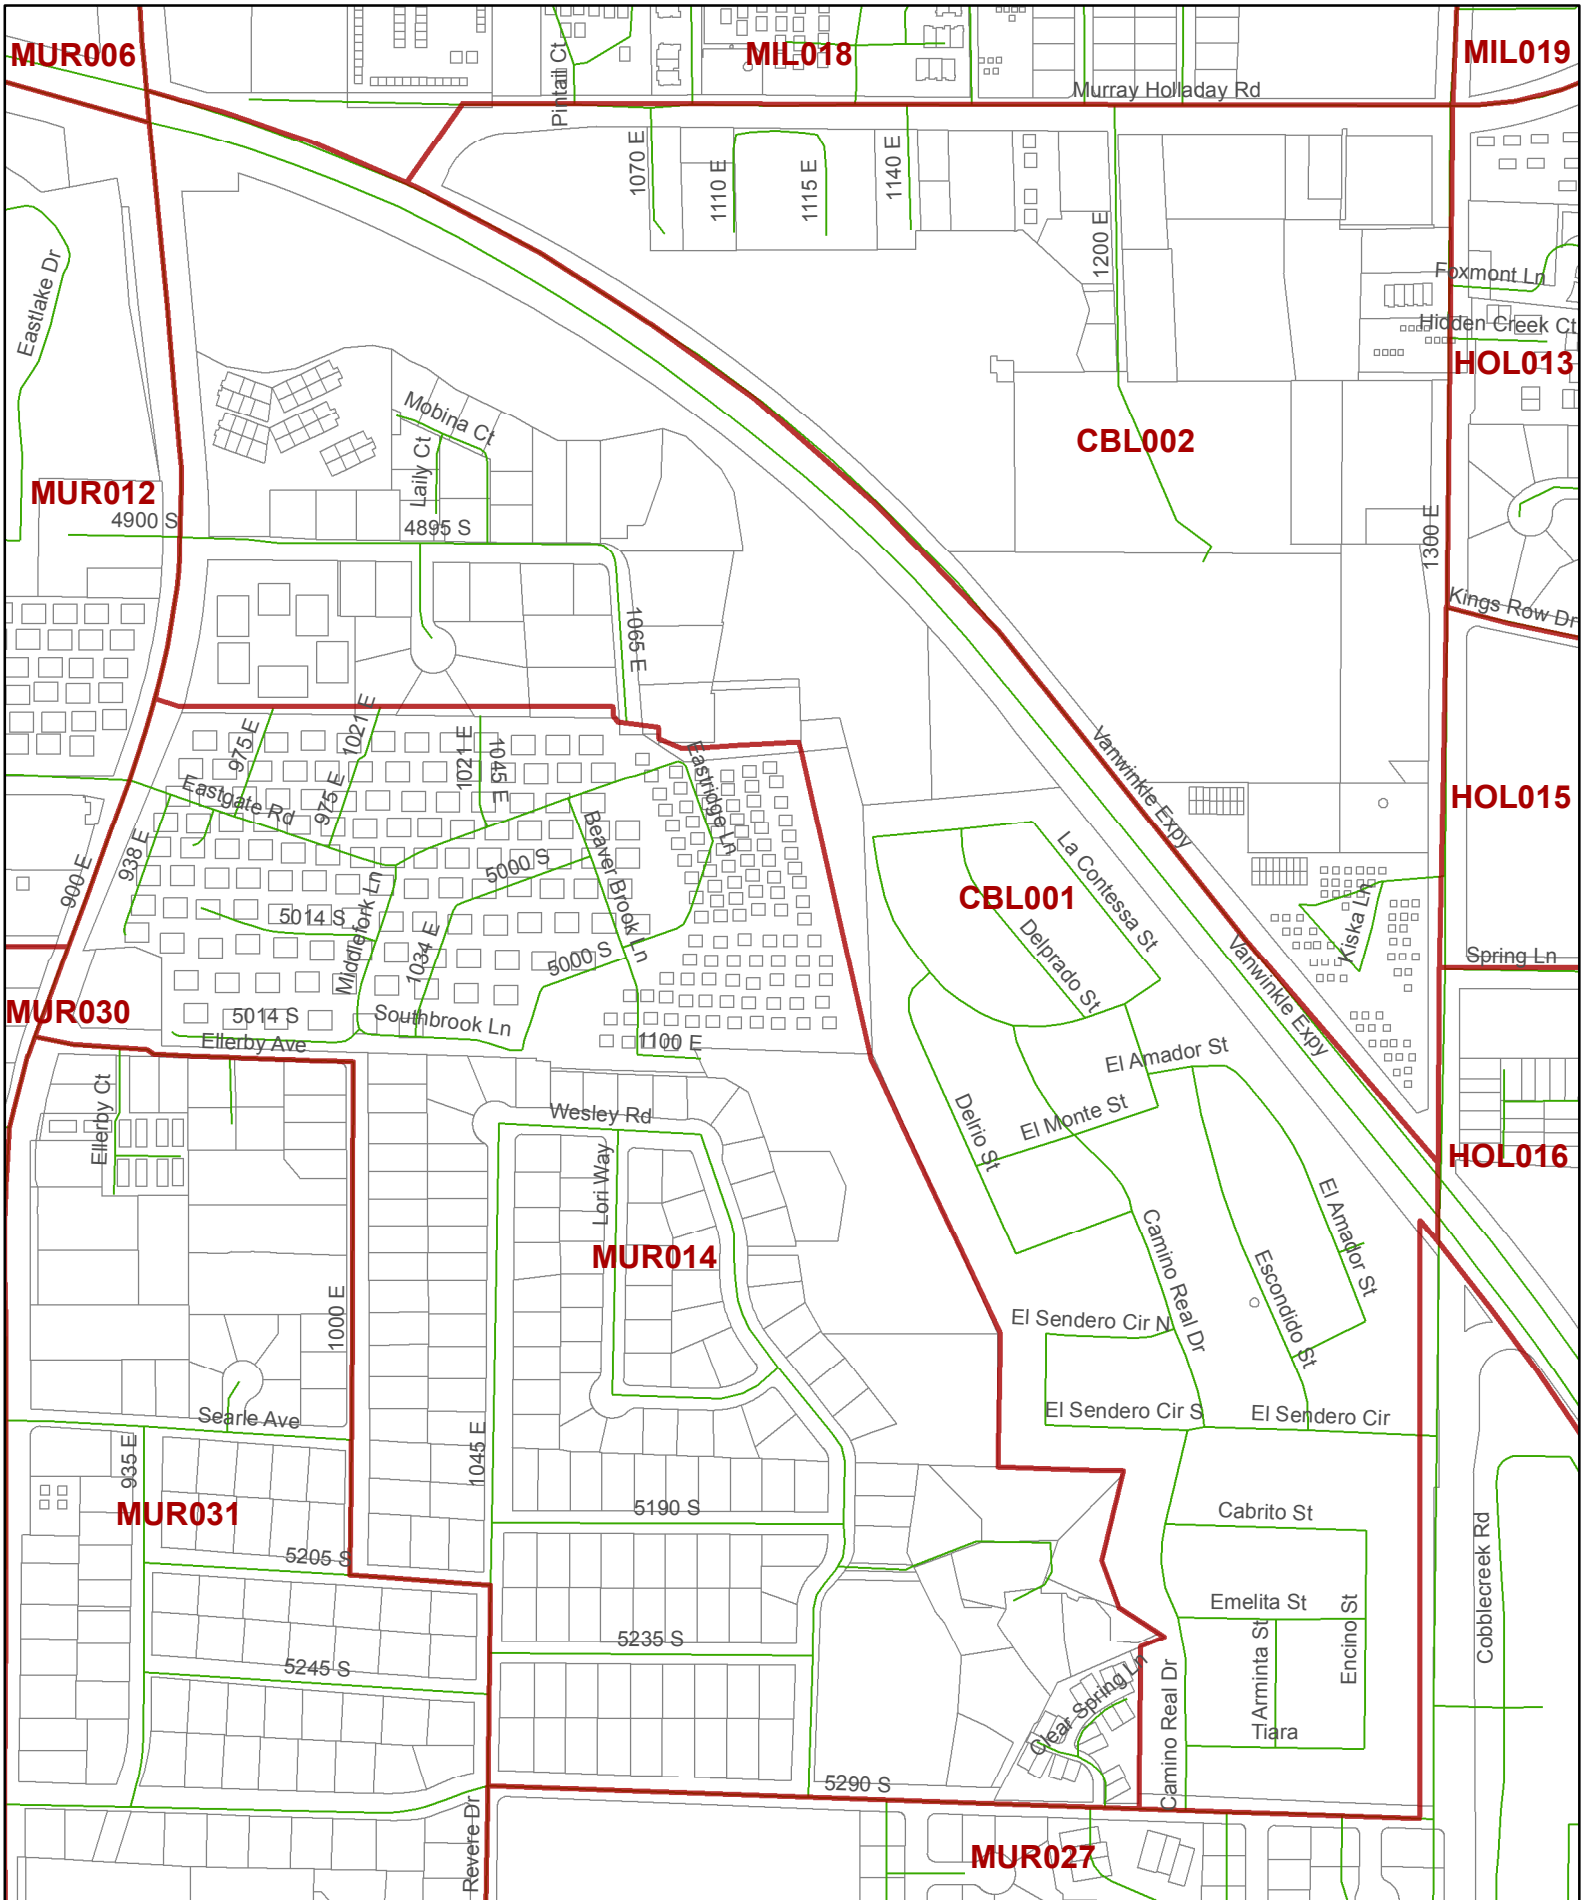 MUR006
MIL018
MIL019
Pintail Ct
Murray Holladay Rd
1070 E
1110 E
1115 E
1140 E
1200 E
Eastlake Dr
Foxmont Ln
Hidden Creek Ct
HOL013
Mobina Ct
Laily Ct
CBL002
MUR012
4900 S
4895 S
1300 E
Kings Row Dr
1065 E
975 E
1021 E
1021 E
1045 E
Eastridge Ln
Vanwinkle Expy
HOL015
Eastgate Rd
975 E
Beaver Brook Ln
938 E
900 E
5000 S
La Contessa St
CBL001
Middlefork Ln
5014 S
1034 E
Delprado St
Kiska Ln
5000 S
Vanwinkle Expy
Spring Ln
MUR030
5014 S
Southbrook Ln
Ellerby Ave
1100 E
El Amador St
Ellerby Ct
Wesley Rd
Delrio St
El Monte St
Lori Way
HOL016
MUR014
El Amador St
Camino Real Dr
Escondido St
1000 E
El Sendero Cir N
Searle Ave
El Sendero Cir S
El Sendero Cir
935 E
1045 E
MUR031
5190 S
Cabrito St
Cobblecreek Rd
5205 S
Emelita St
5235 S
Arminta St
Encino St
5245 S
Clear Spring Ln
Camino Real Dr
Tiara
5290 S
Revere Dr
MUR027